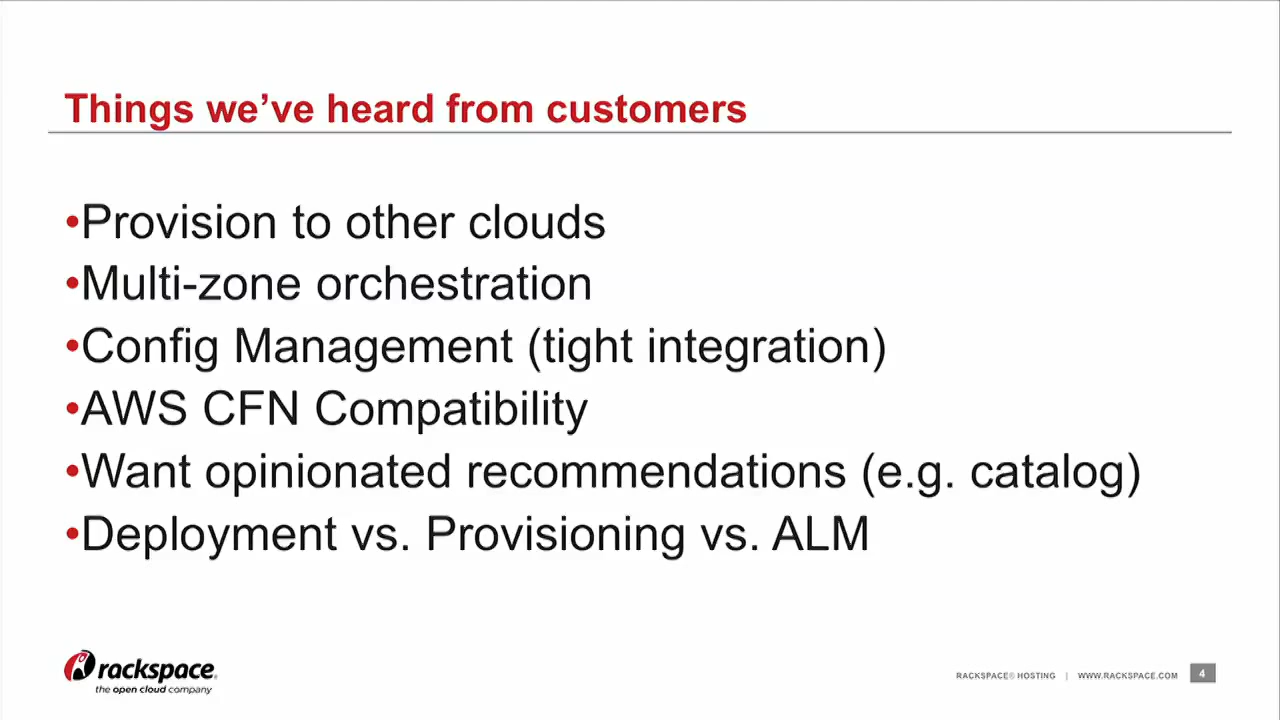 Things we’ve heard from customers
•Provision to other clouds
•Multi-zone orchestration
•Config Management (tight integration)
•AWS CFN Compatibility
•Want opinionated recommendations (e.g. catalog)
•Deployment vs. Provisioning vs. ALM
rackspace®
the open cloud company
RACKSPACE® HOSTING | WWW.RACKSPACE.COM
4